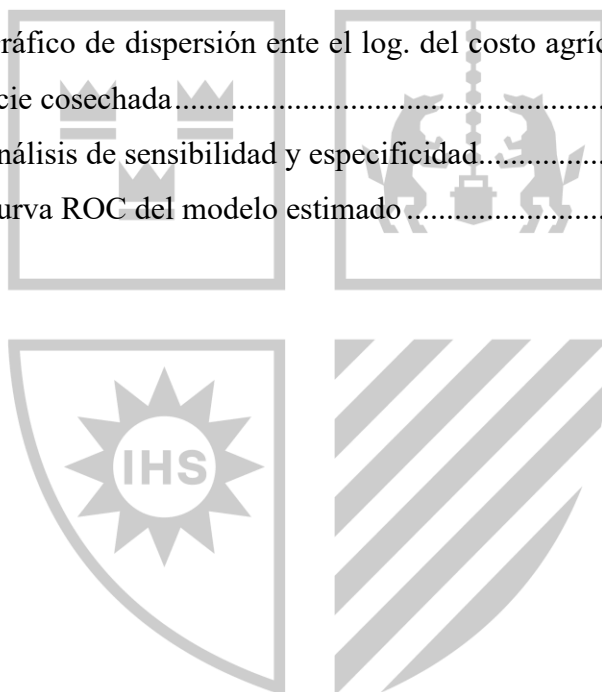 ráfico de dispersión ente el log. del costo agríc
cie cosechada....................................................
nálisis de sensibilidad y especificidad...............
urva ROC del modelo estimado........................
IHS